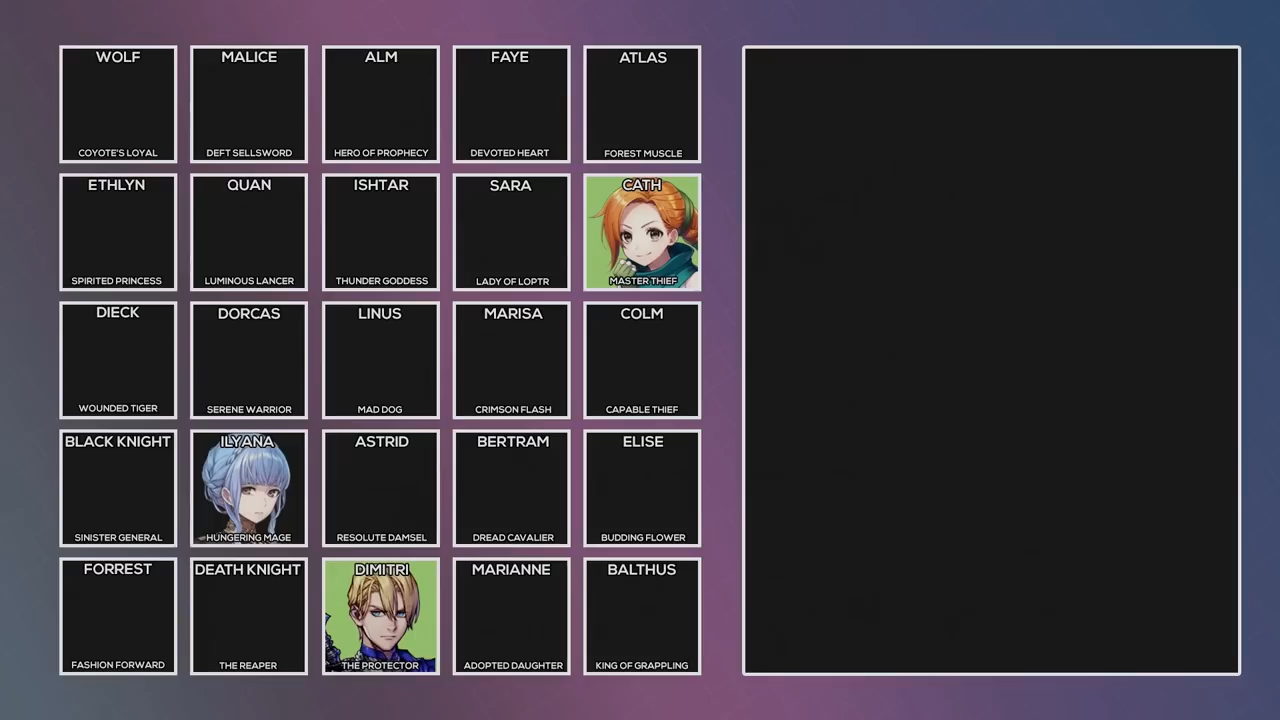 WOLF
COYOTE'S LOYAL
MALICE
DEFT SELLSWORD
ALM
HERO OF PROPHECY
FAYE
DEVOTED HEART
ATLAS
FOREST MUSCLE
ETHLYN
SPIRITED PRINCESS
QUAN
LUMINOUS LANCER
ISHTAR
THUNDER GODDESS
SARA
LADY OF LOPTR
CATH
MASTER THIEF
DIECK
WOUNDED TIGER
DORCAS
SERENE WARRIOR
LINUS
MAD DOG
MARISA
CRIMSON FLASH
COLM
CAPABLE THIEF
BLACK KNIGHT
SINISTER GENERAL
ILYANA
HUNGERING MAGE
ASTRID
RESOLUTE DAMSEL
BERTRAM
DREAD CAVALIER
ELISE
BUDDING FLOWER
FORREST
FASHION FORWARD
DEATH KNIGHT
THE REAPER
DIMITRI
THE PROTECTOR
MARIANNE
ADOPTED DAUGHTER
BALTHUS
KING OF GRAPPLING